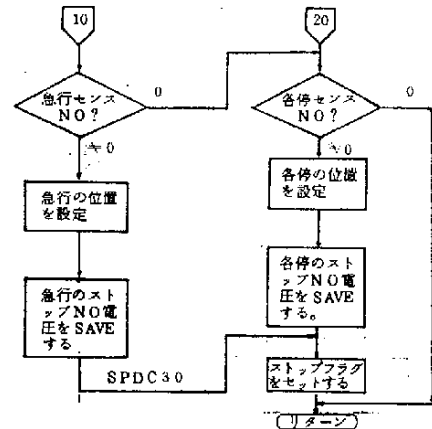 10
20
急行センス
NO?
0
各停センス
NO?
0
≒0
≒0
急行の位置
を設定
各停の位置
を設定
急行のスト
ップNO電
圧をSAVE
する
各停のスト
ップNO電
圧をSAVE
する。
SPDC30
ストップフラグ
をセットする
リターン